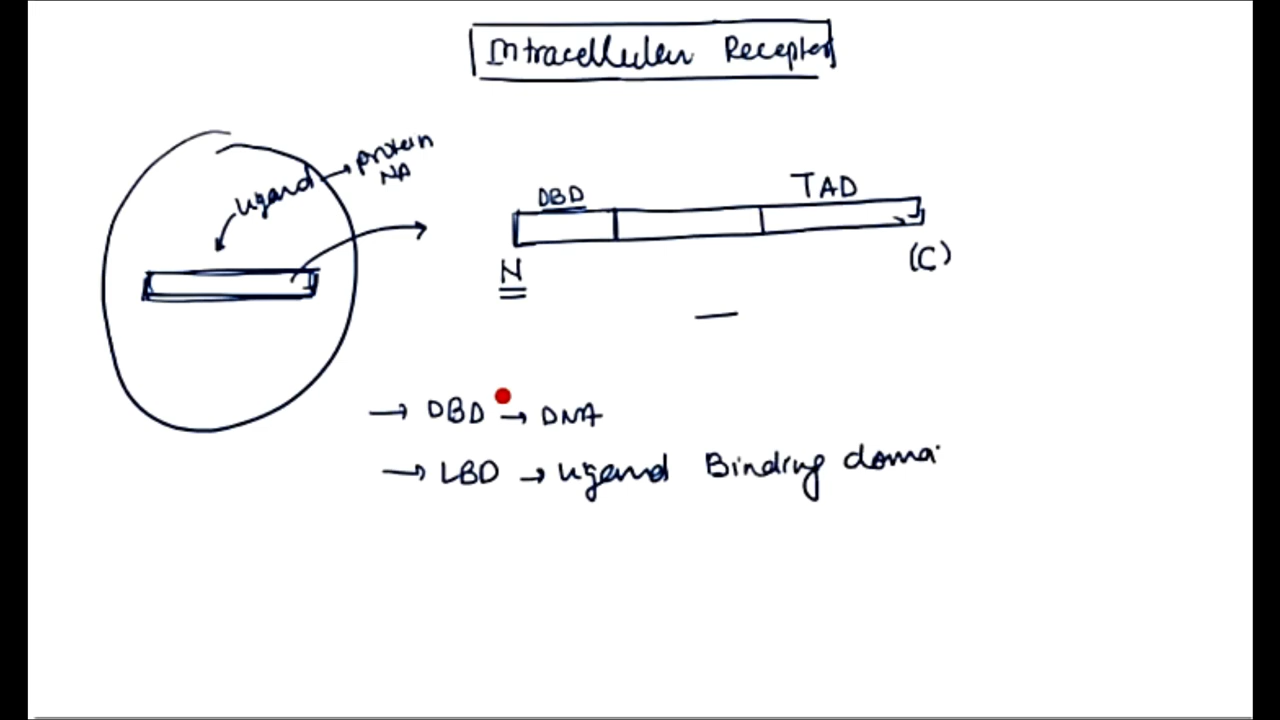 Intracellular Receptor
ligand → protein
NA
DBD
TAD
N
(C)
→ DBD → DNA
→ LBD → ligand Binding domai